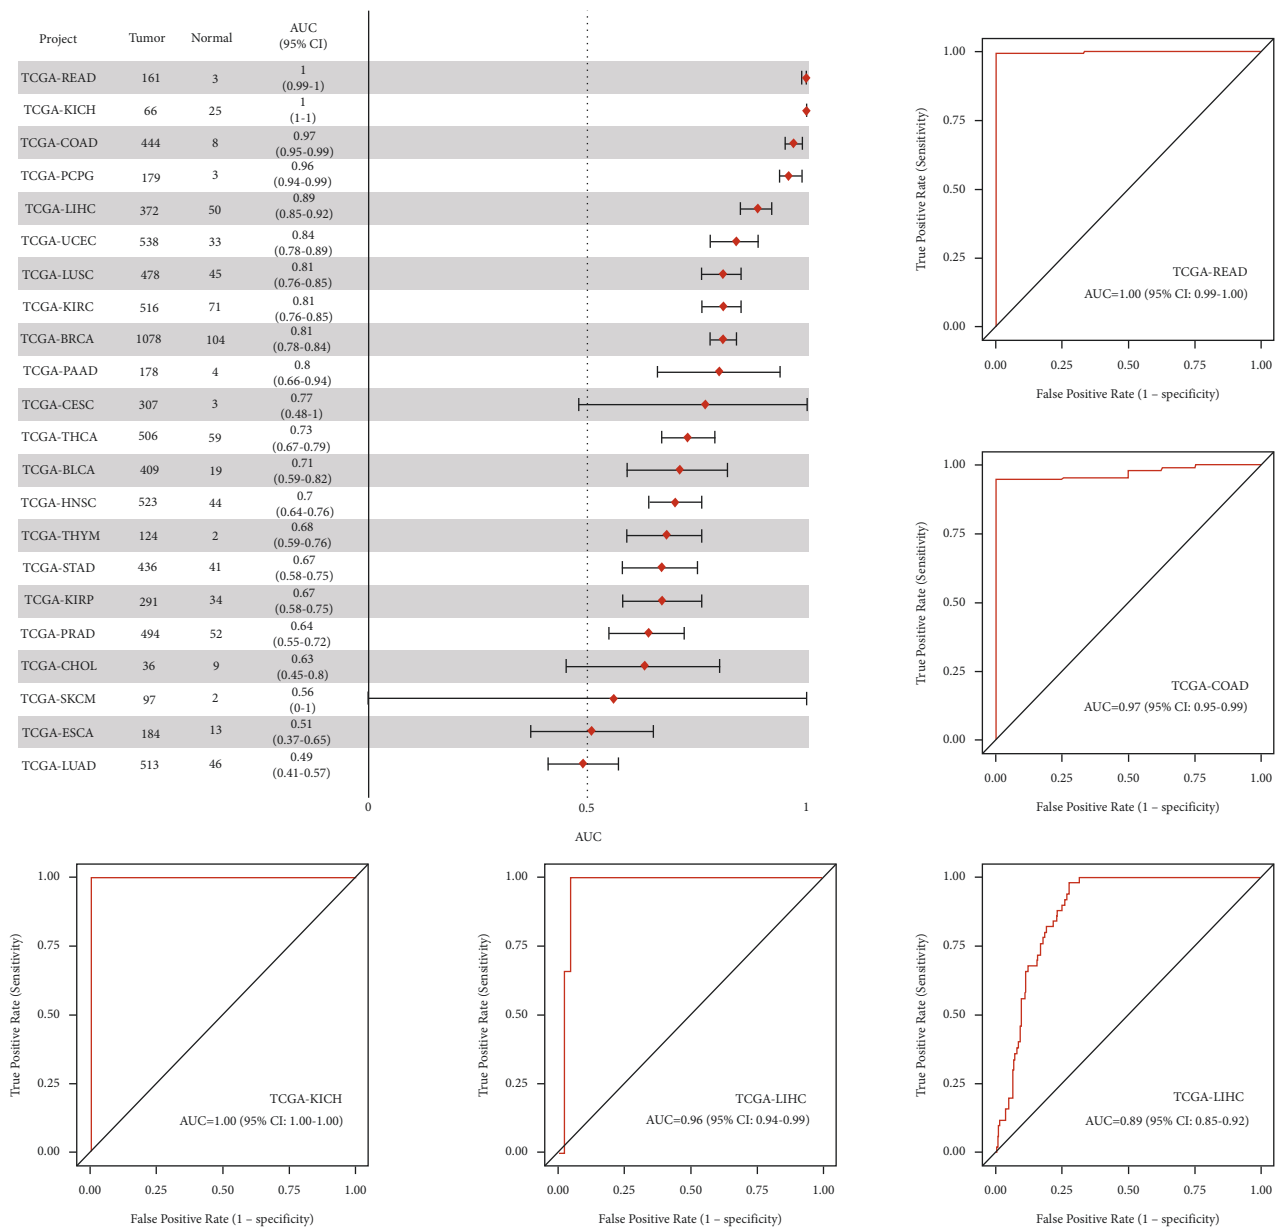 Project Tumor Normal AUC (95% CI)
TCGA-READ 161 3 1 (0.99-1)
TCGA-KICH 66 25 1 (1-1)
TCGA-COAD 444 8 0.97 (0.95-0.99)
TCGA-PCPG 179 3 0.96 (0.94-0.99)
TCGA-LIHC 372 50 0.89 (0.85-0.92)
TCGA-UCEC 538 33 0.84 (0.78-0.89)
TCGA-LUSC 478 45 0.81 (0.76-0.85)
TCGA-KIRC 516 71 0.81 (0.76-0.85)
TCGA-BRCA 1078 104 0.81 (0.78-0.84)
TCGA-PAAD 178 4 0.8 (0.66-0.94)
TCGA-CESC 307 3 0.77 (0.48-1)
TCGA-THCA 506 59 0.73 (0.67-0.79)
TCGA-BLCA 409 19 0.71 (0.59-0.82)
TCGA-HNSC 523 44 0.7 (0.64-0.76)
TCGA-THYM 124 2 0.68 (0.59-0.76)
TCGA-STAD 436 41 0.67 (0.58-0.75)
TCGA-KIRP 291 34 0.67 (0.58-0.75)
TCGA-PRAD 494 52 0.64 (0.55-0.72)
TCGA-CHOL 36 9 0.63 (0.45-0.8)
TCGA-SKCM 97 2 0.56 (0-1)
TCGA-ESCA 184 13 0.51 (0.37-0.65)
TCGA-LUAD 513 46 0.49 (0.41-0.57)
0 0.5 1
AUC
True Positive Rate (Sensitivity)
1.00
0.75
0.50
0.25
0.00
TCGA-READ
AUC=1.00 (95% CI: 0.99-1.00)
0.00 0.25 0.50 0.75 1.00
False Positive Rate (1 – specificity)
True Positive Rate (Sensitivity)
1.00
0.75
0.50
0.25
0.00
TCGA-COAD
AUC=0.97 (95% CI: 0.95-0.99)
0.00 0.25 0.50 0.75 1.00
False Positive Rate (1 – specificity)
True Positive Rate (Sensitivity)
1.00
0.75
0.50
0.25
0.00
TCGA-KICH
AUC=1.00 (95% CI: 1.00-1.00)
0.00 0.25 0.50 0.75 1.00
False Positive Rate (1 – specificity)
True Positive Rate (Sensitivity)
1.00
0.75
0.50
0.25
0.00
TCGA-LIHC
AUC=0.96 (95% CI: 0.94-0.99)
0.00 0.25 0.50 0.75 1.00
False Positive Rate (1 – specificity)
True Positive Rate (Sensitivity)
1.00
0.75
0.50
0.25
0.00
TCGA-LIHC
AUC=0.89 (95% CI: 0.85-0.92)
0.00 0.25 0.50 0.75 1.00
False Positive Rate (1 – specificity)